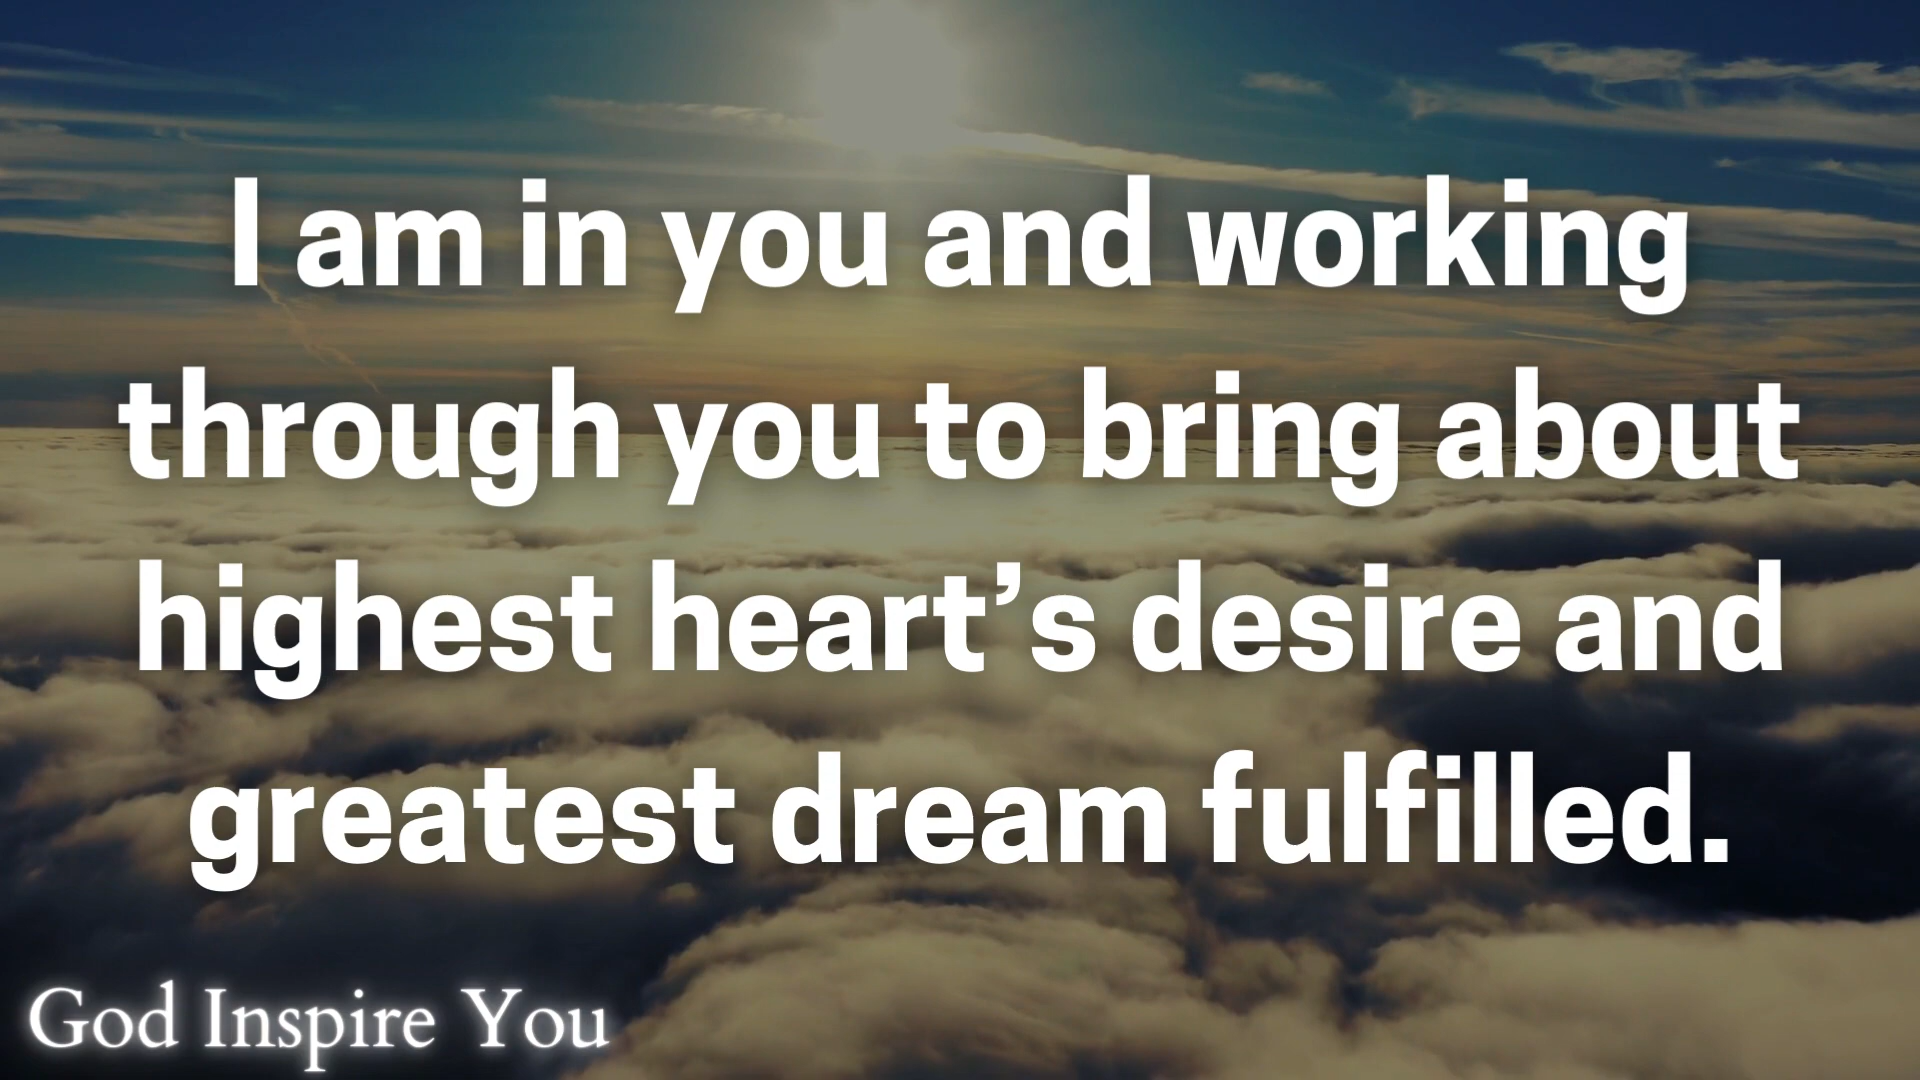 I am in you and working
through you to bring about
highest heart’s desire and
greatest dream fulfilled.
God Inspire You